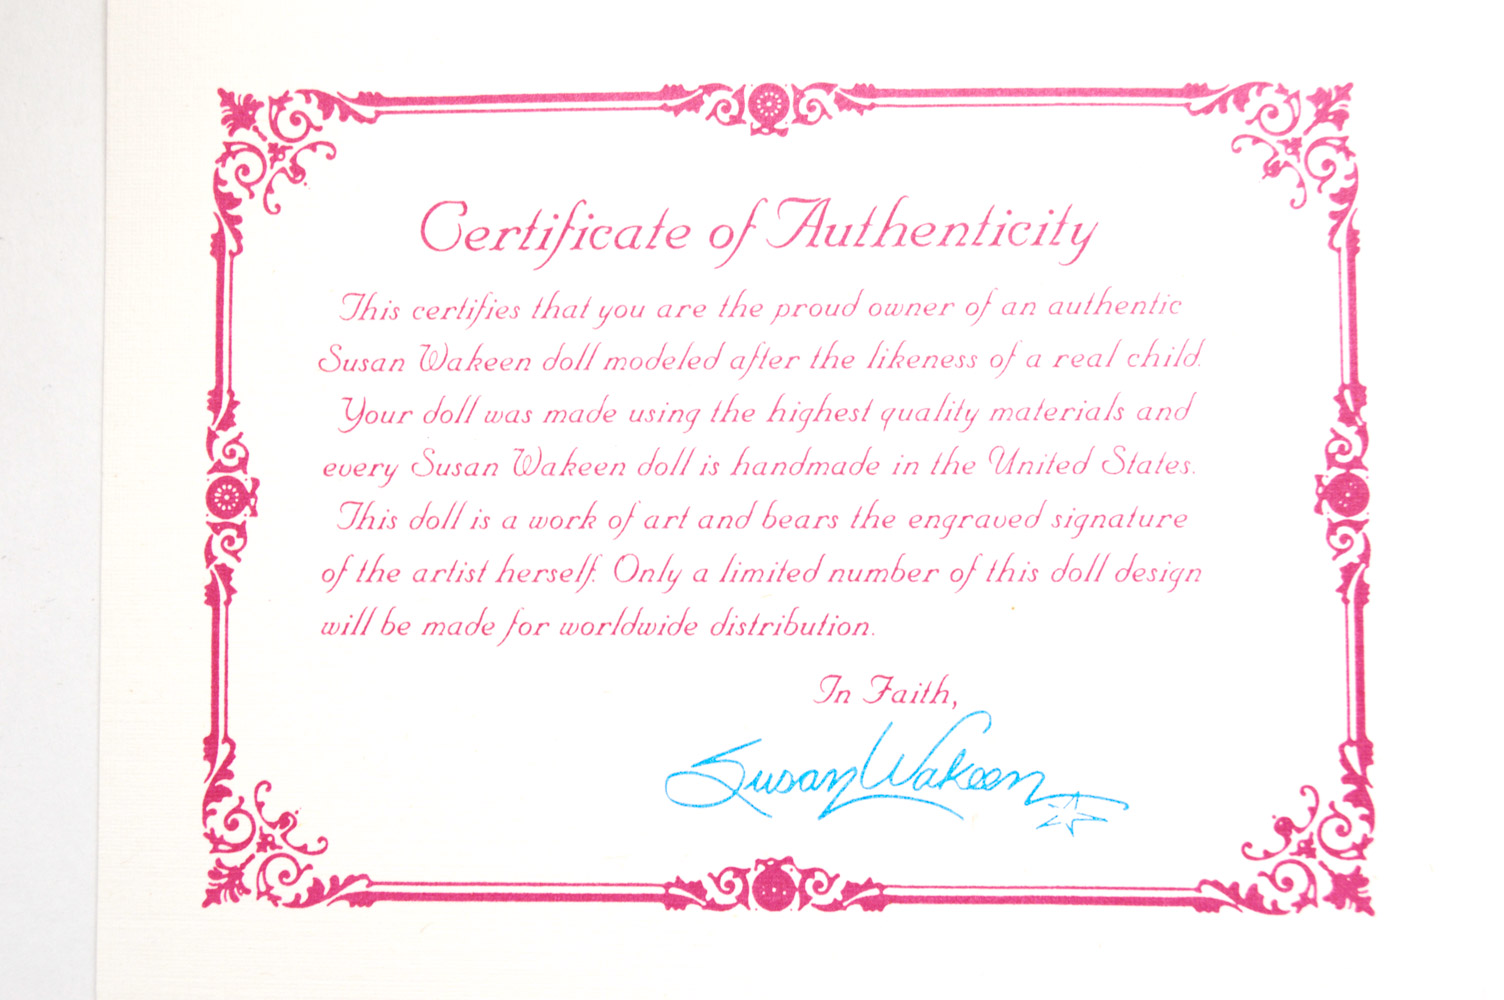 Certificate of Authenticity
This certifies that you are the proud owner of an authentic
Susan Wakeen doll modeled after the likeness of a real child.
Your doll was made using the highest quality materials and
every Susan Wakeen doll is handmade in the United States.
This doll is a work of art and bears the engraved signature
of the artist herself. Only a limited number of this doll design
will be made for worldwide distribution.
In Faith,
Susan Wakeen